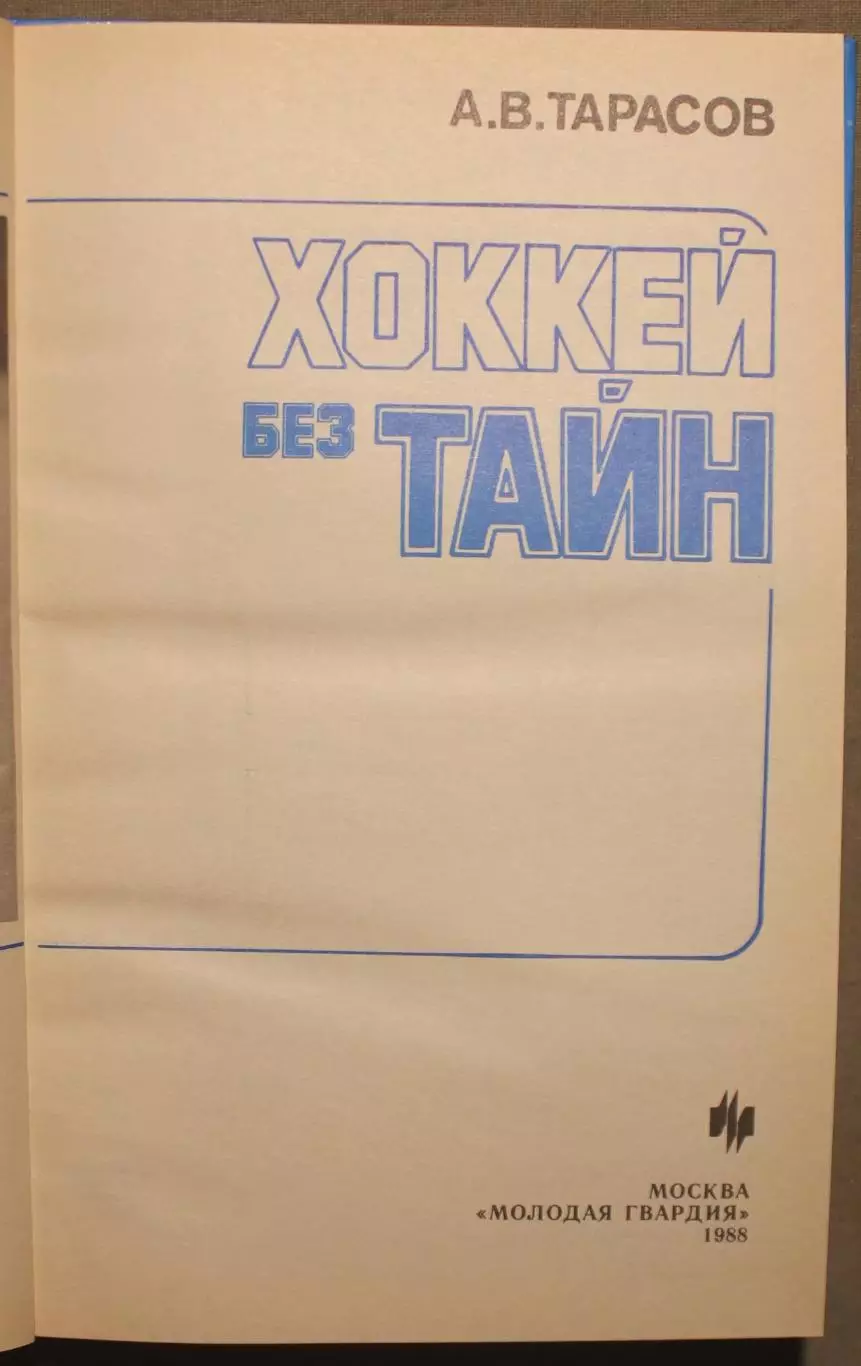 А.В.ТАРАСОВ
ХОККЕЙ
БЕЗ ТАЙН
МОСКВА
«МОЛОДАЯ ГВАРДИЯ»
1988